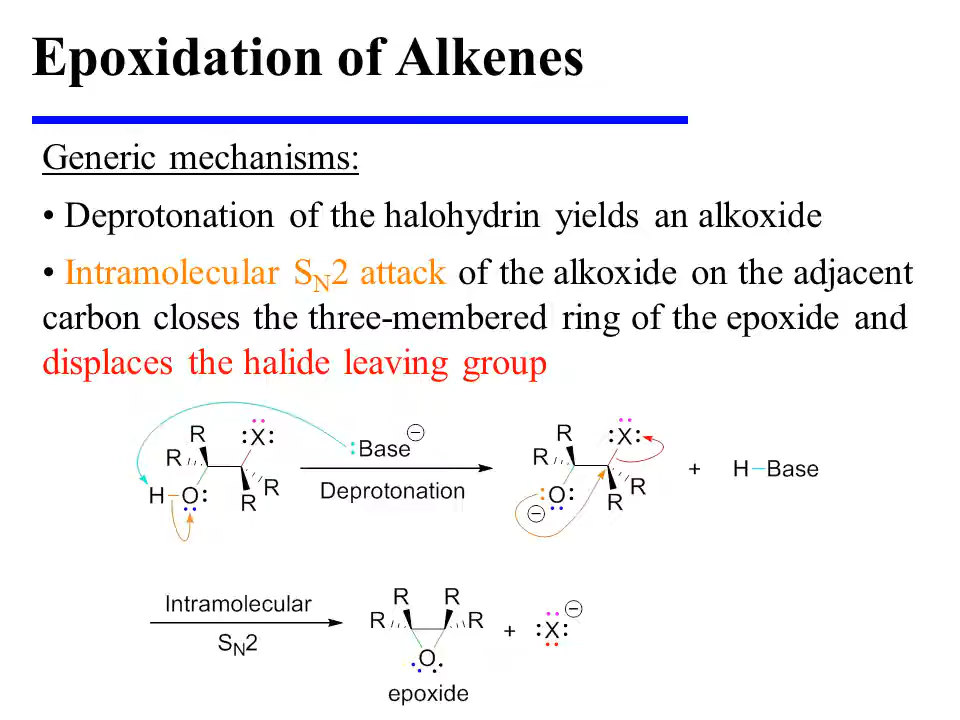 Epoxidation of Alkenes
Generic mechanisms:
• Deprotonation of the halohydrin yields an alkoxide
• Intramolecular SN2 attack of the alkoxide on the adjacent
carbon closes the three-membered ring of the epoxide and
displaces the halide leaving group
R X R R R H O
Base −
Deprotonation
R X R R R O −
+ H Base
Intramolecular
SN2
R R R R O
epoxide
+ X −